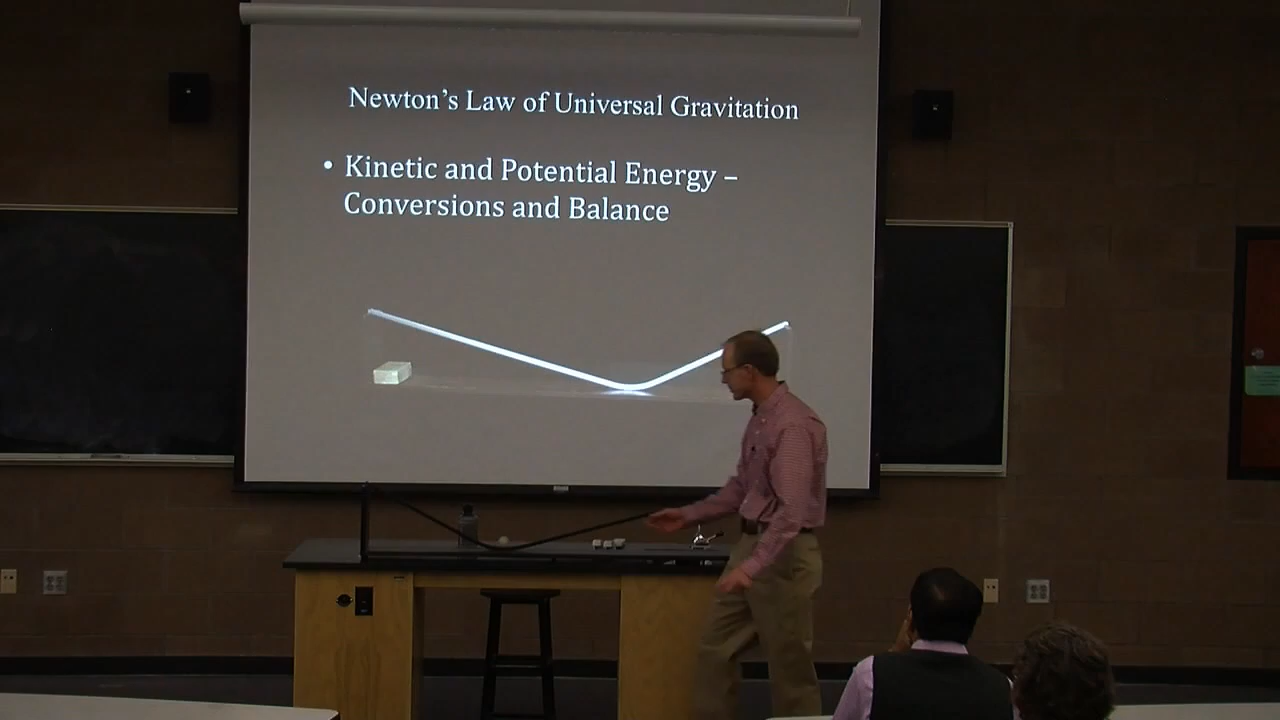 Newton's Law of Universal Gravitation
• Kinetic and Potential Energy –
Conversions and Balance